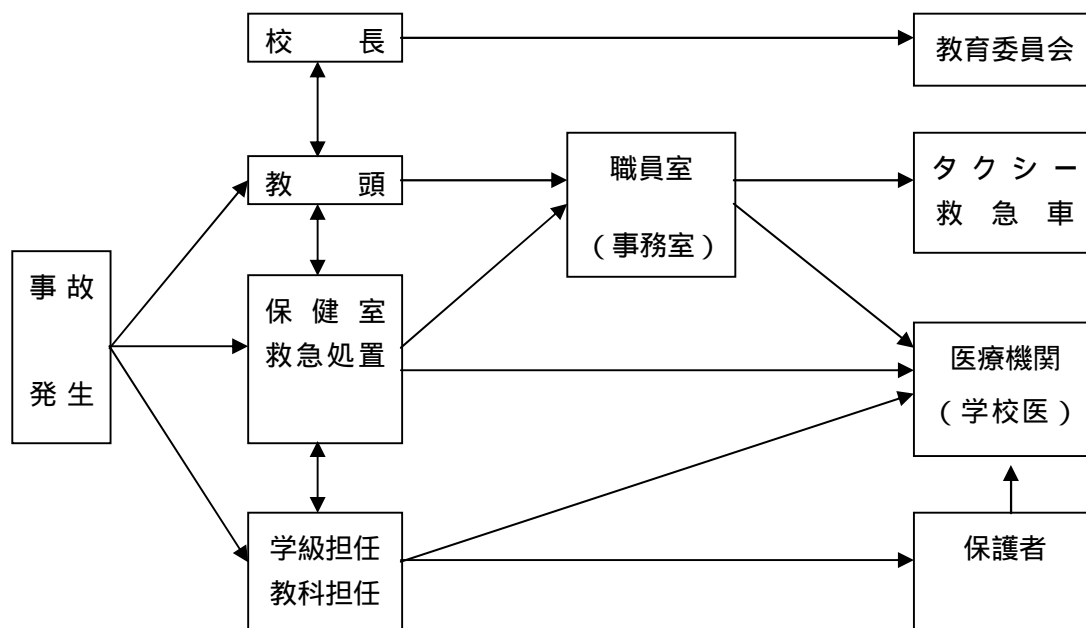 校長
教育委員会
教頭
職員室
(事務室)
タクシー
救急車
事故
発生
保健室
救急処置
医療機関
(学校医)
学級担任
教科担任
保護者